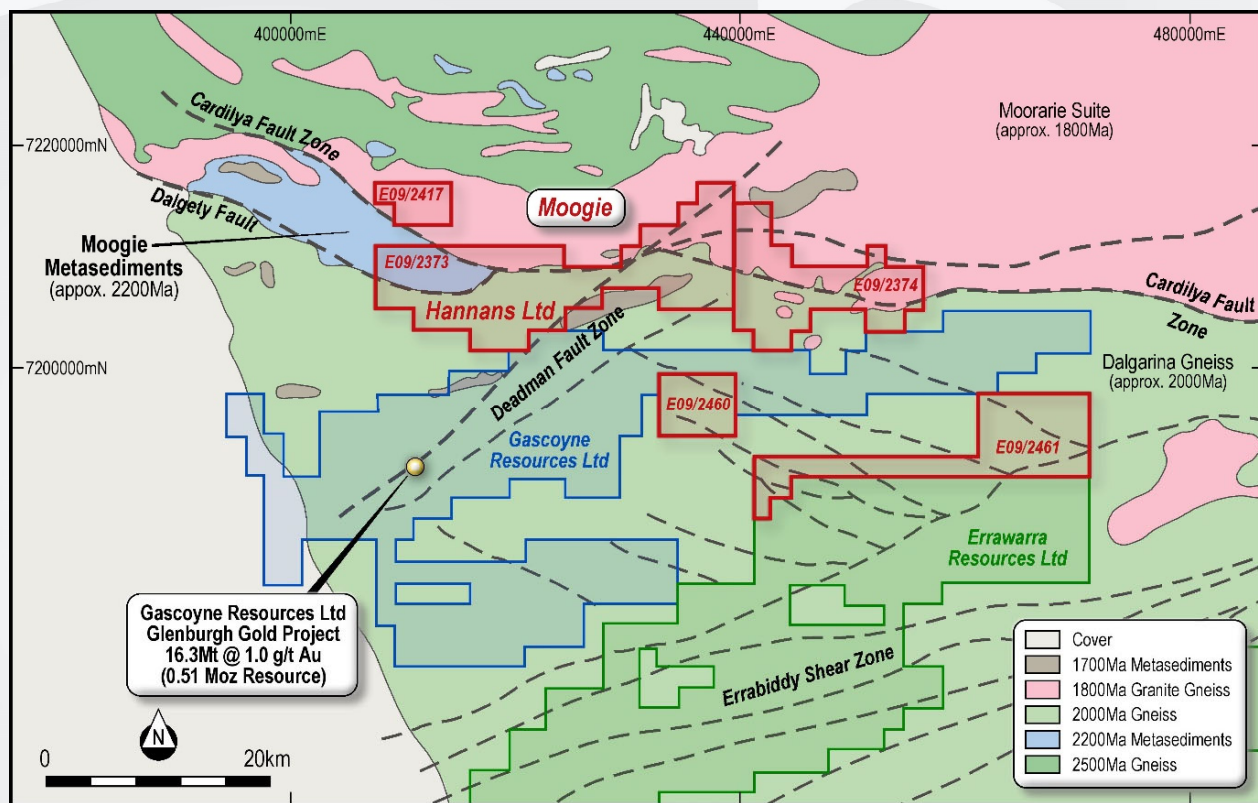 400000mE
440000mE
480000mE
7220000mN
7200000mN
Cardilya Fault Zone
Dalgety Fault
Moogie
Metasediments
(appox. 2200Ma)
E09/2417
Moogie
Moorarie Suite
(approx. 1800Ma)
E09/2373
Hannans Ltd
E09/2374
Cardilya Fault
Zone
Deadman Fault Zone
Dalgarina Gneiss
(approx. 2000Ma)
E09/2460
E09/2461
Gascoyne
Resources Ltd
Errawarra
Resources Ltd
Gascoyne Resources Ltd
Glenburgh Gold Project
16.3Mt @ 1.0 g/t Au
(0.51 Moz Resource)
Errabiddy Shear Zone
N
0
20km
Cover
1700Ma Metasediments
1800Ma Granite Gneiss
2000Ma Gneiss
2200Ma Metasediments
2500Ma Gneiss